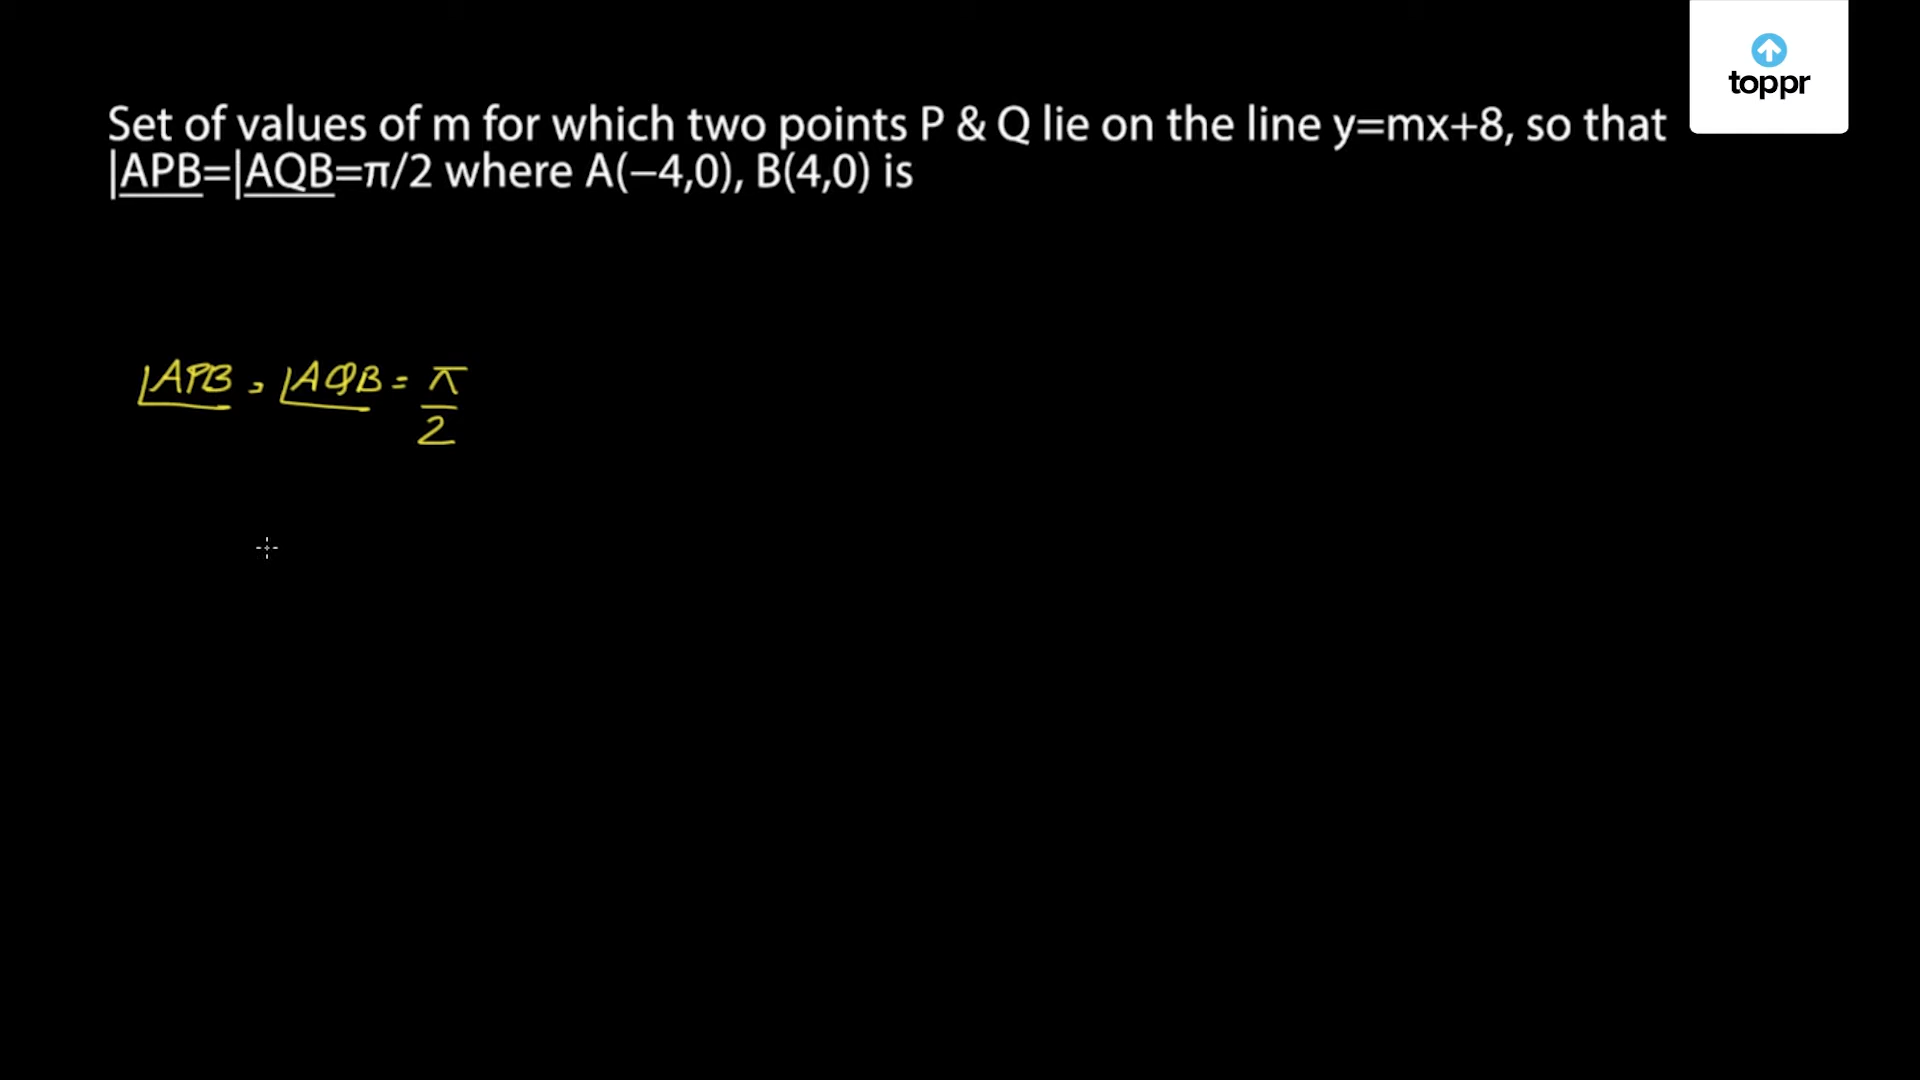 toppr
Set of values of m for which two points P & Q lie on the line y=mx+8, so that
|APB=|AQB=π/2 where A(−4,0), B(4,0) is
∠APB = ∠AQB = π/2